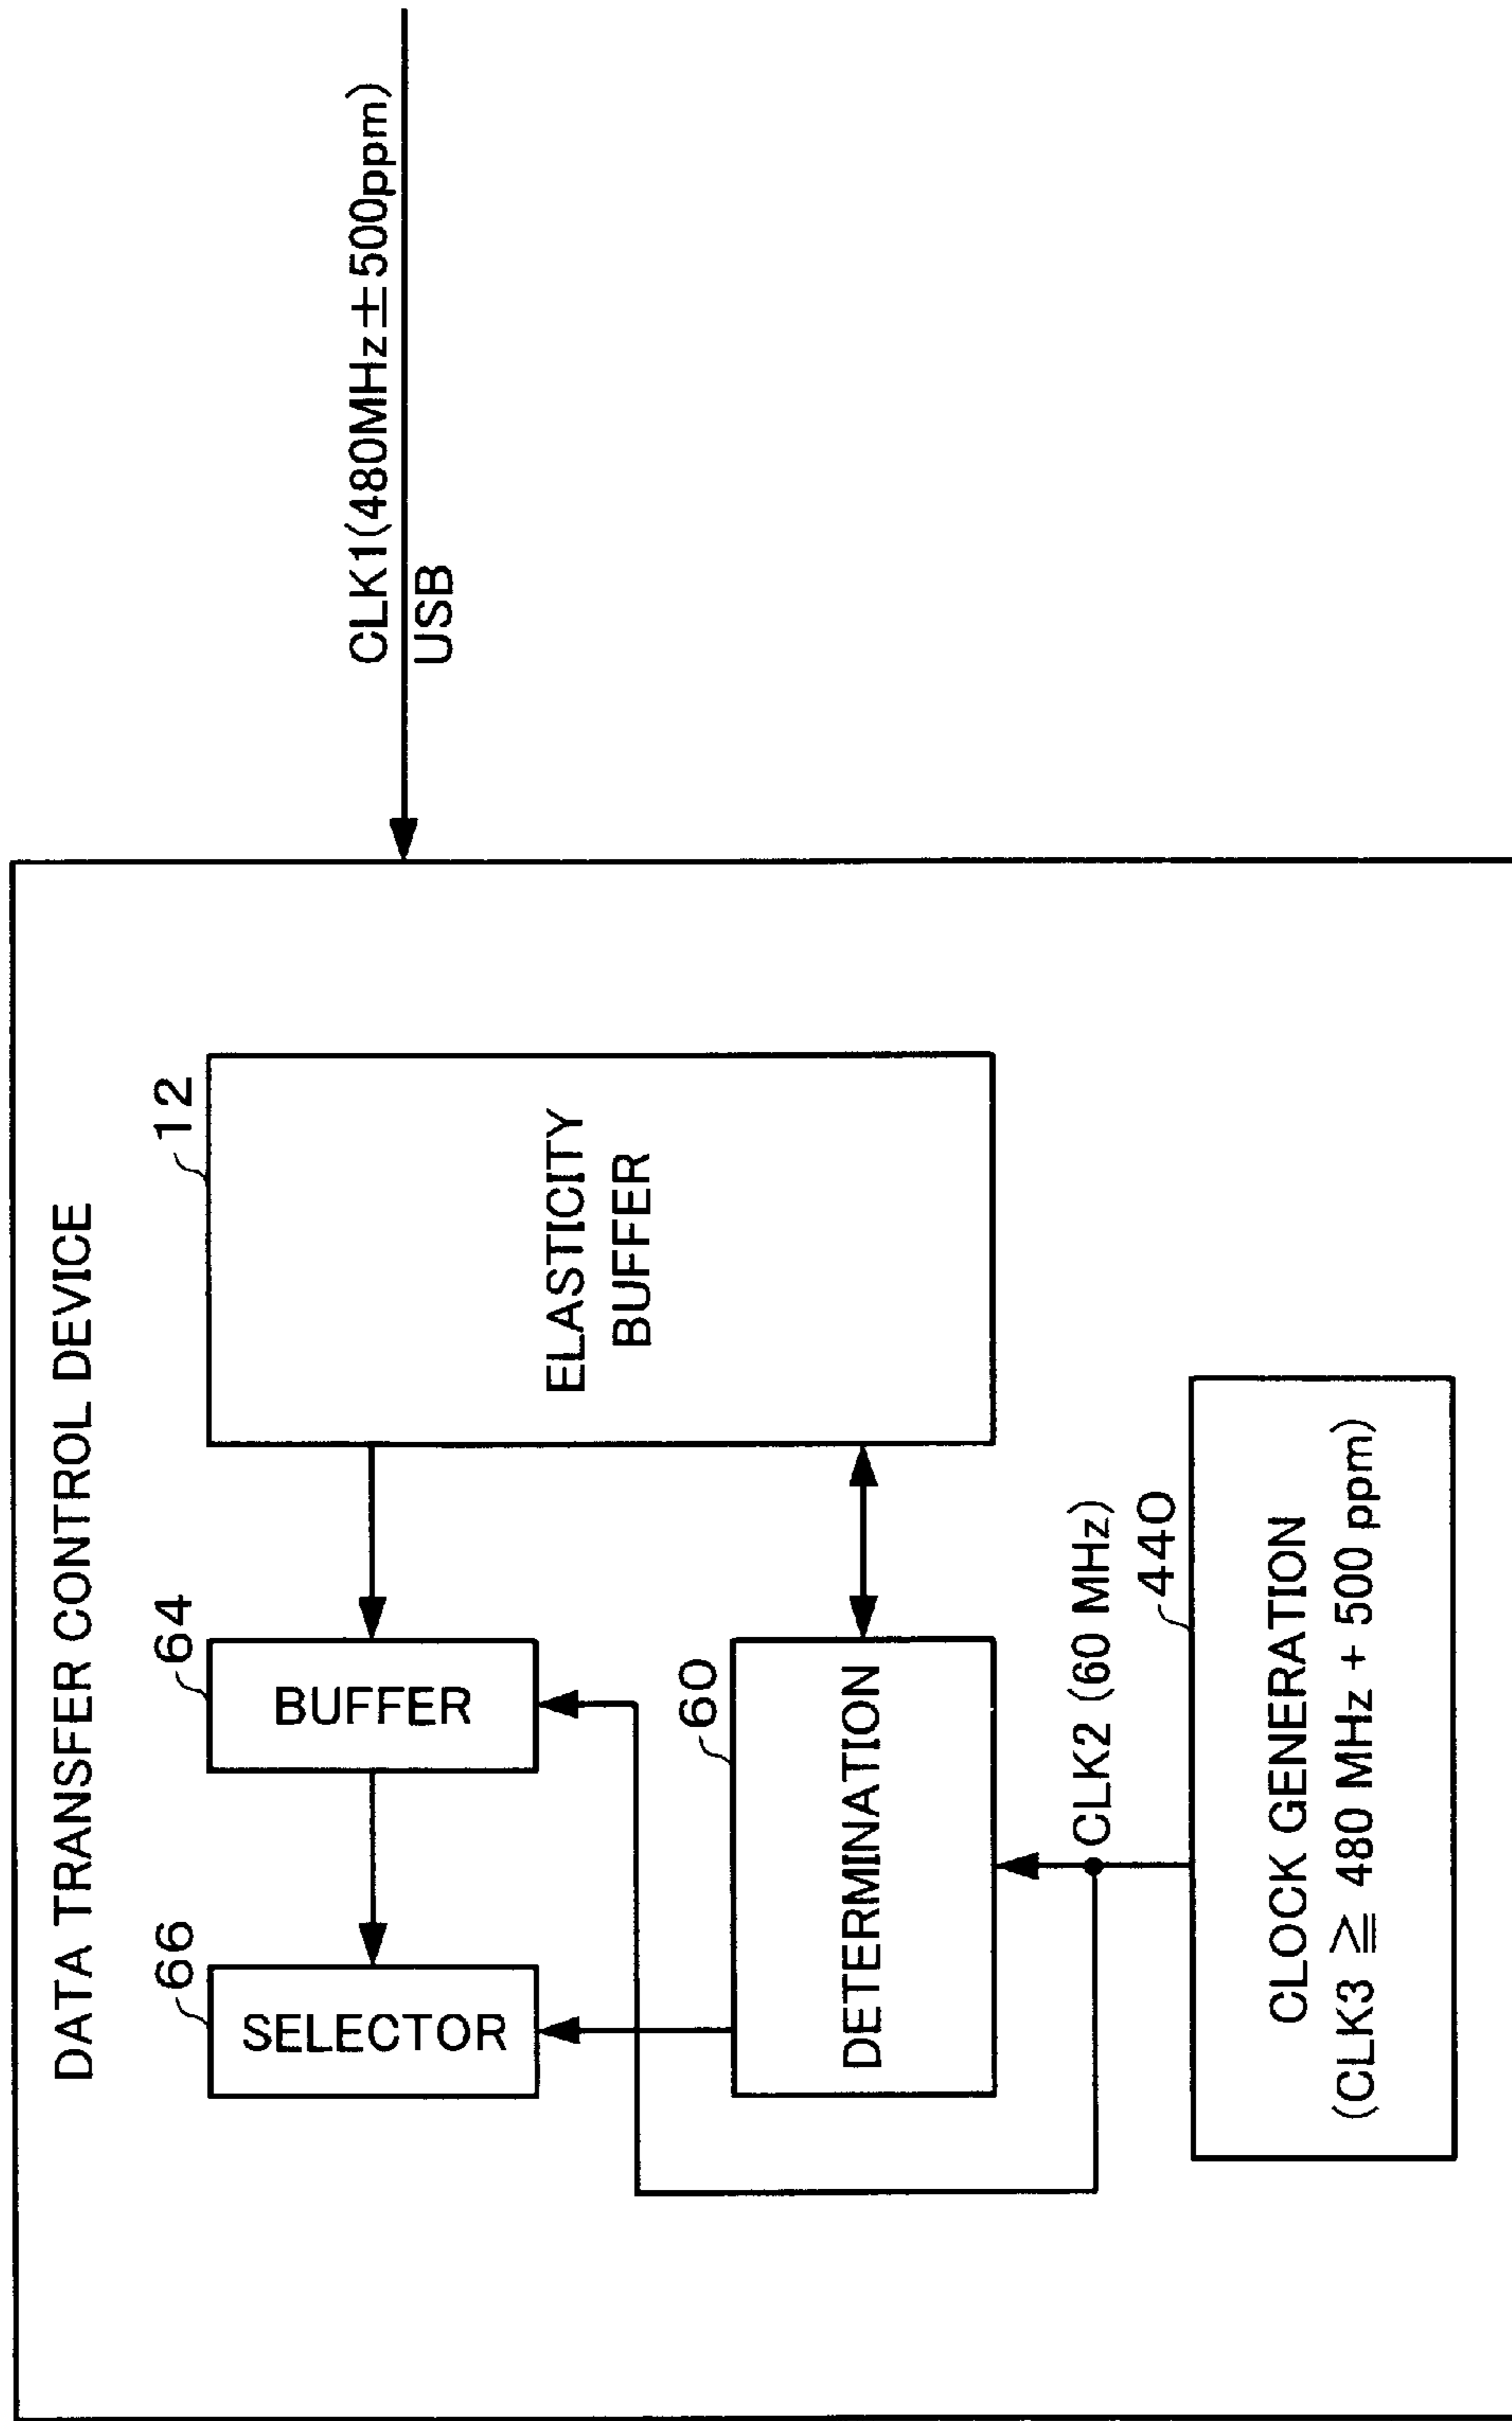 DATA TRANSFER CONTROL DEVICE
66
SELECTOR
64
BUFFER
12
ELASTICITY
BUFFER
60
DETERMINATION
CLK2 (60 MHz)
440
CLOCK GENERATION
(CLK3 ≧ 480 MHz + 500 ppm)
CLK1(480MHz±500ppm)
USB